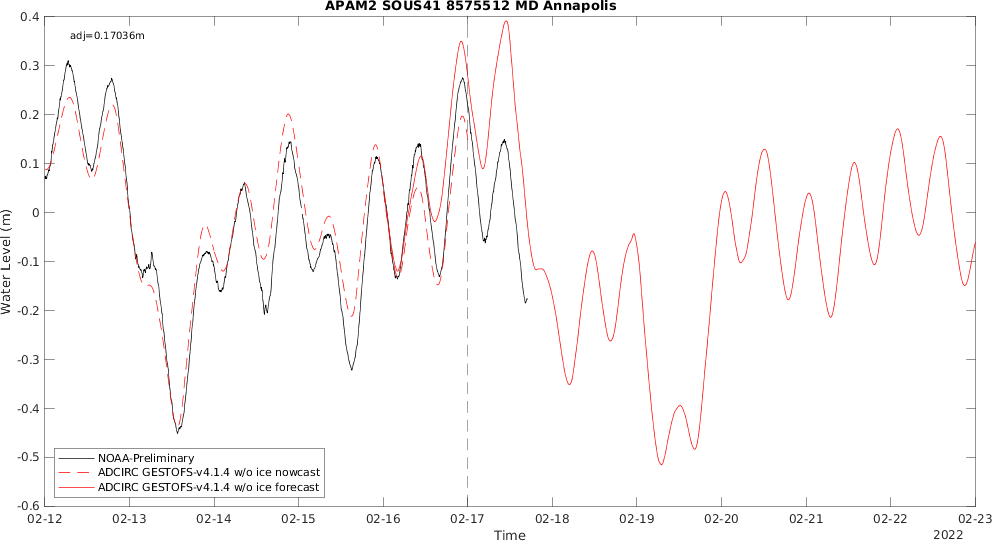 APAM2 SOUS41 8575512 MD Annapolis
adj=0.17036m
0.4
0.3
0.2
0.1
0
-0.1
-0.2
-0.3
-0.4
-0.5
-0.6
Water Level (m)
NOAA-Preliminary
ADCIRC GESTOFS-v4.1.4 w/o ice nowcast
ADCIRC GESTOFS-v4.1.4 w/o ice forecast
02-12 02-13 02-14 02-15 02-16 02-17 02-18 02-19 02-20 02-21 02-22 02-23
Time
2022